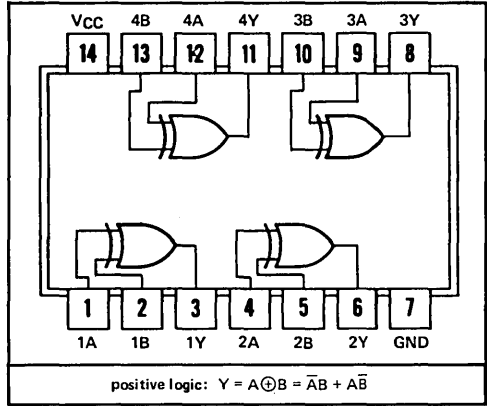 VCC 4B 4A 4Y 3B 3A 3Y
14 13 12 11 10 9 8
1 2 3 4 5 6 7
1A 1B 1Y 2A 2B 2Y GND
positive logic: Y = A⊕B = A̅B + AB̅